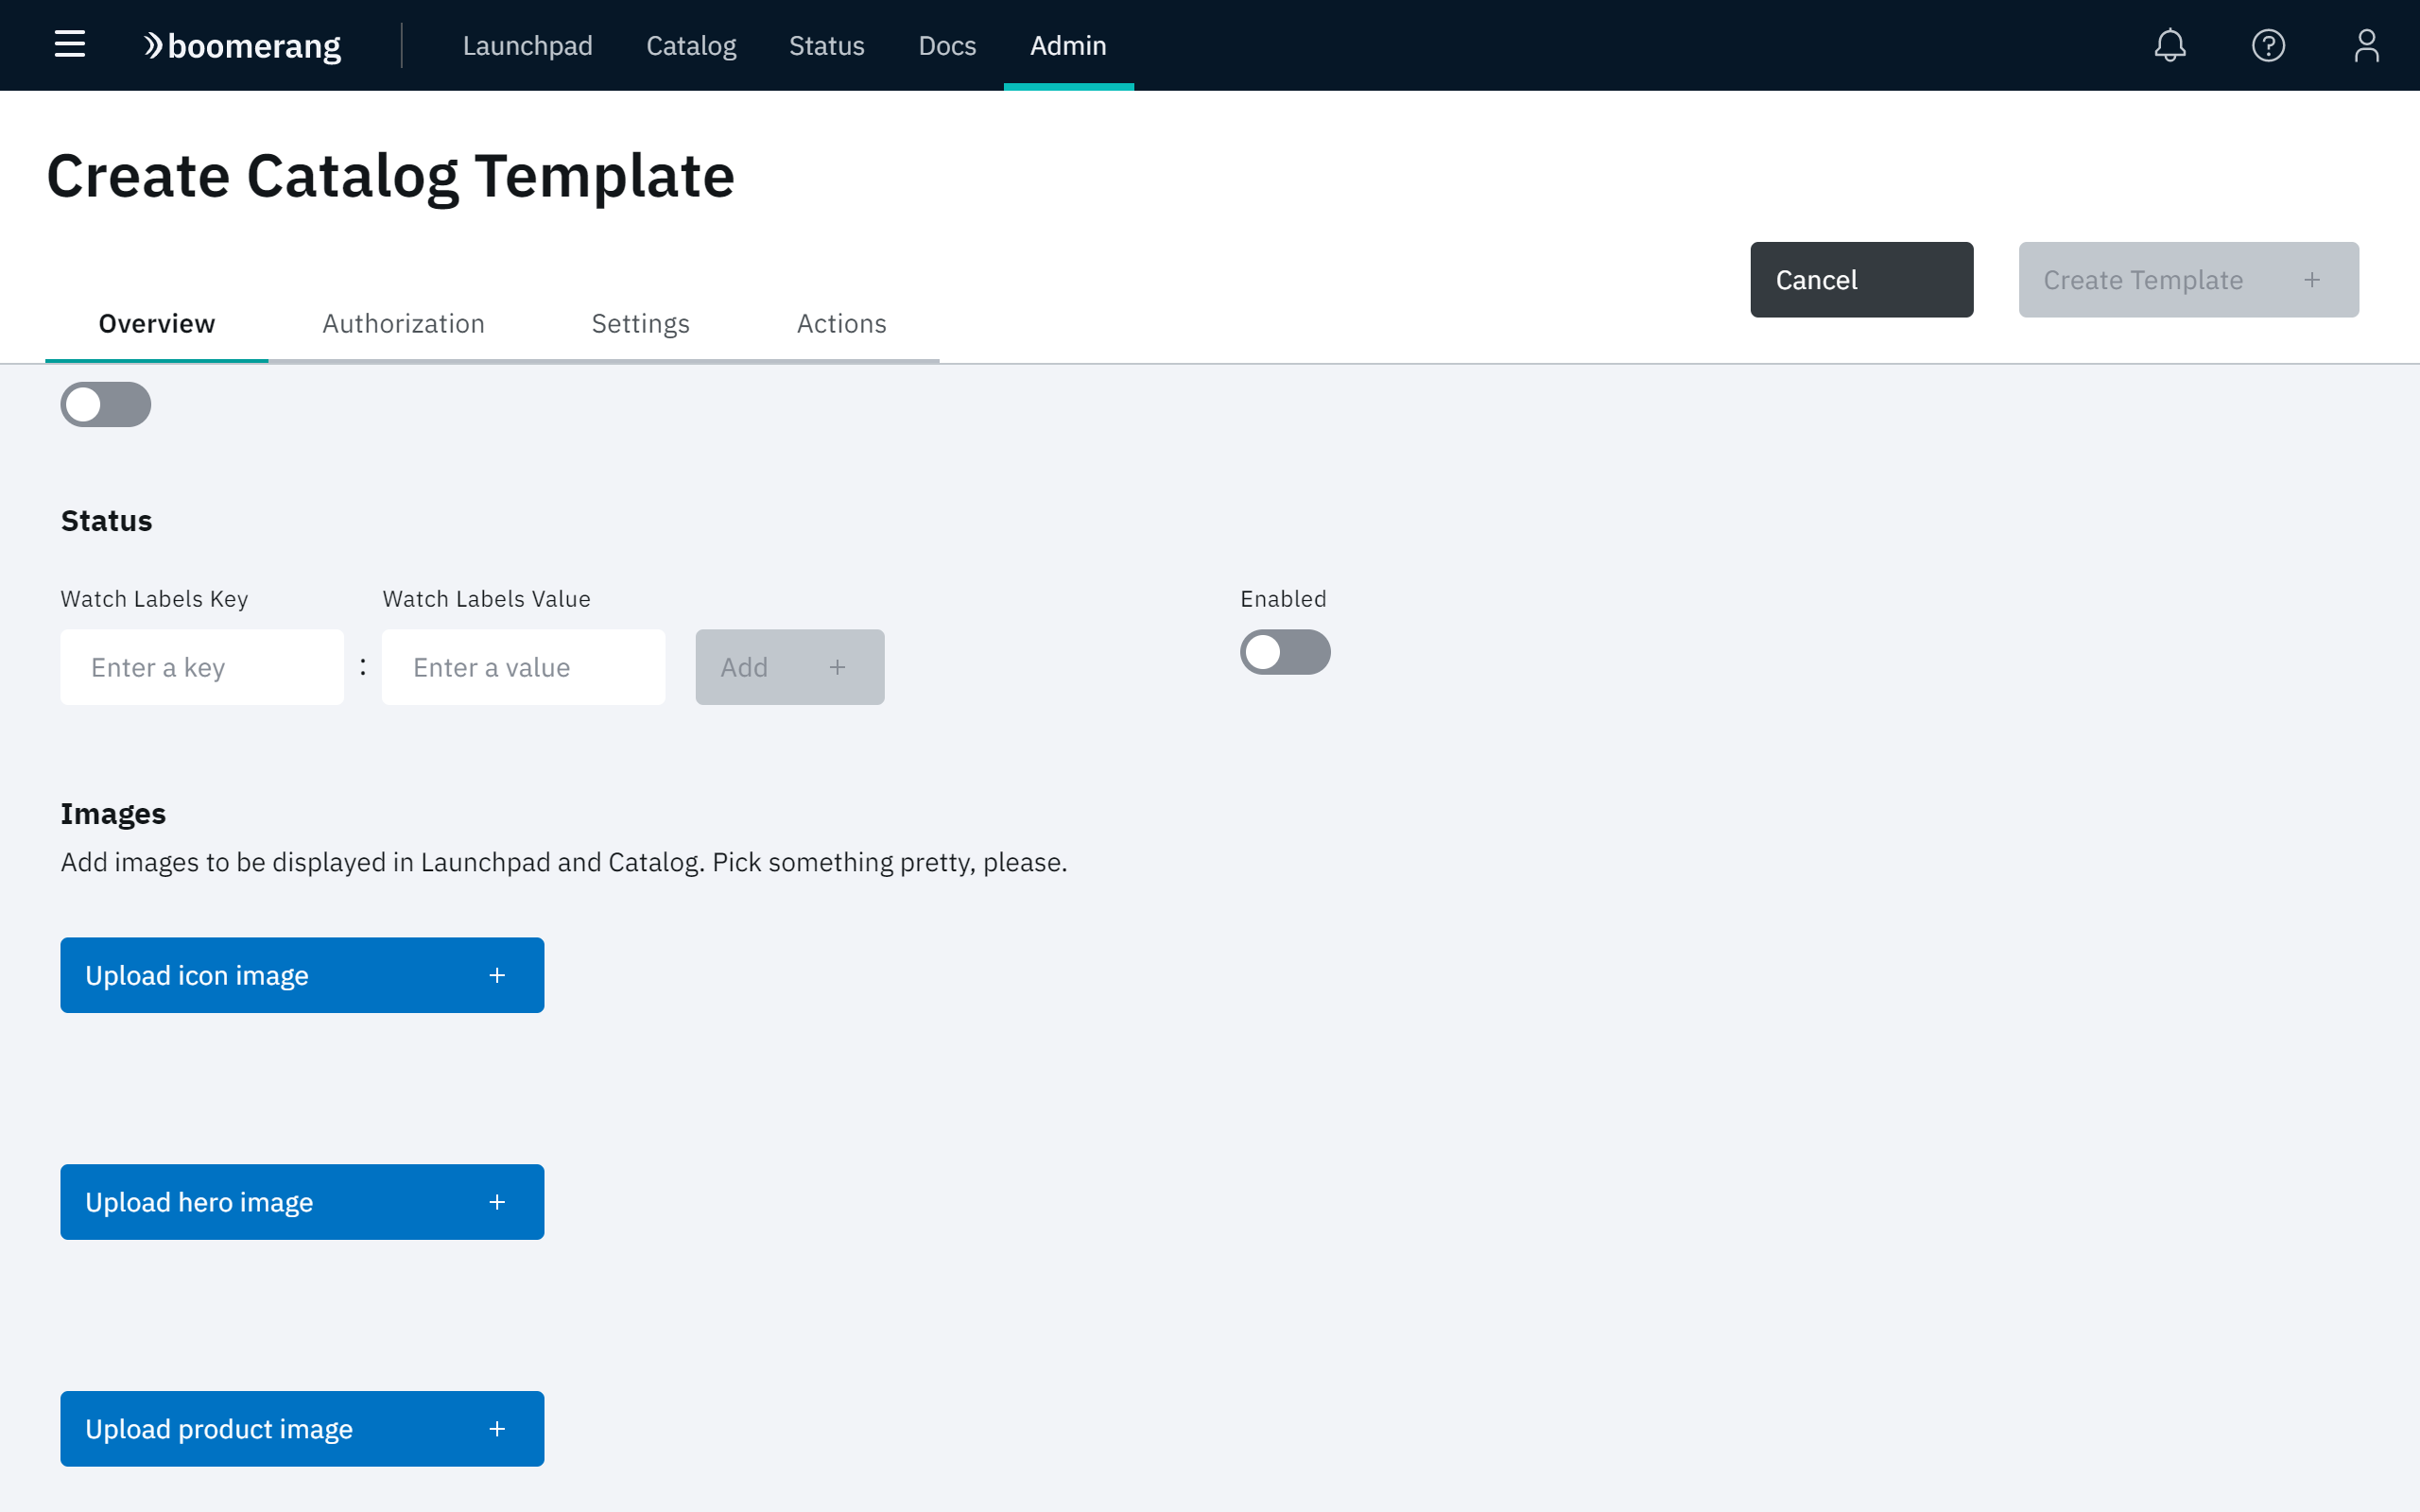 boomerang
Launchpad Catalog Status Docs Admin
Create Catalog Template
Cancel Create Template
Overview Authorization Settings Actions
Status
Watch Labels Key Watch Labels Value Enabled
Enter a key : Enter a value Add
Images
Add images to be displayed in Launchpad and Catalog. Pick something pretty, please.
Upload icon image
Upload hero image
Upload product image